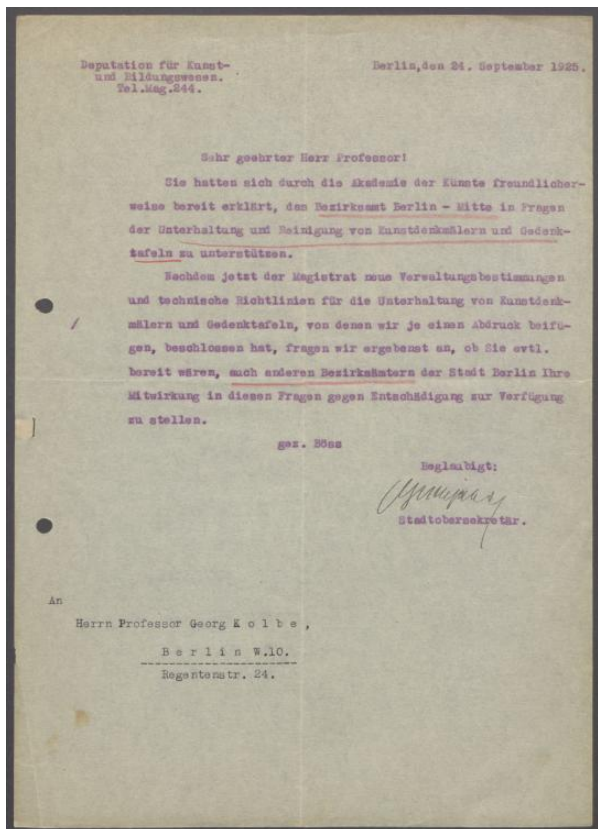 Deputation für Kunst-
und Bildungswesen.
Tel.Mag.244.
Berlin,den 24. September 1925.
Sehr geehrter Herr Professor!
Sie hatten sich durch die Akademie der Künste freundlicher-
weise bereit erklärt, das Bezirksamt Berlin - Mitte in Fragen
der Unterhaltung und Reinigung von Kunstdenkmälern und Gedenk-
tafeln zu unterstützen.
Nachdem jetzt der Magistrat neue Verwaltungsbestimmungen
und technische Richtlinien für die Unterhaltung von Kunstdenk-
mälern und Gedenktafeln, von denen wir je einen Abdruck beifü-
gen, beschlossen hat, fragen wir ergebenst an, ob Sie evtl.
bereit wären, auch anderen Bezirksämtern der Stadt Berlin Ihre
Mitwirkung in diesen Fragen gegen Entschädigung zur Verfügung
zu stellen.
gez. Böss
Beglaubigt:
Stadtobersekretär.
An
Herrn Professor Georg K o l b e ,
B e r l i n W.10.
Regentenstr. 24.